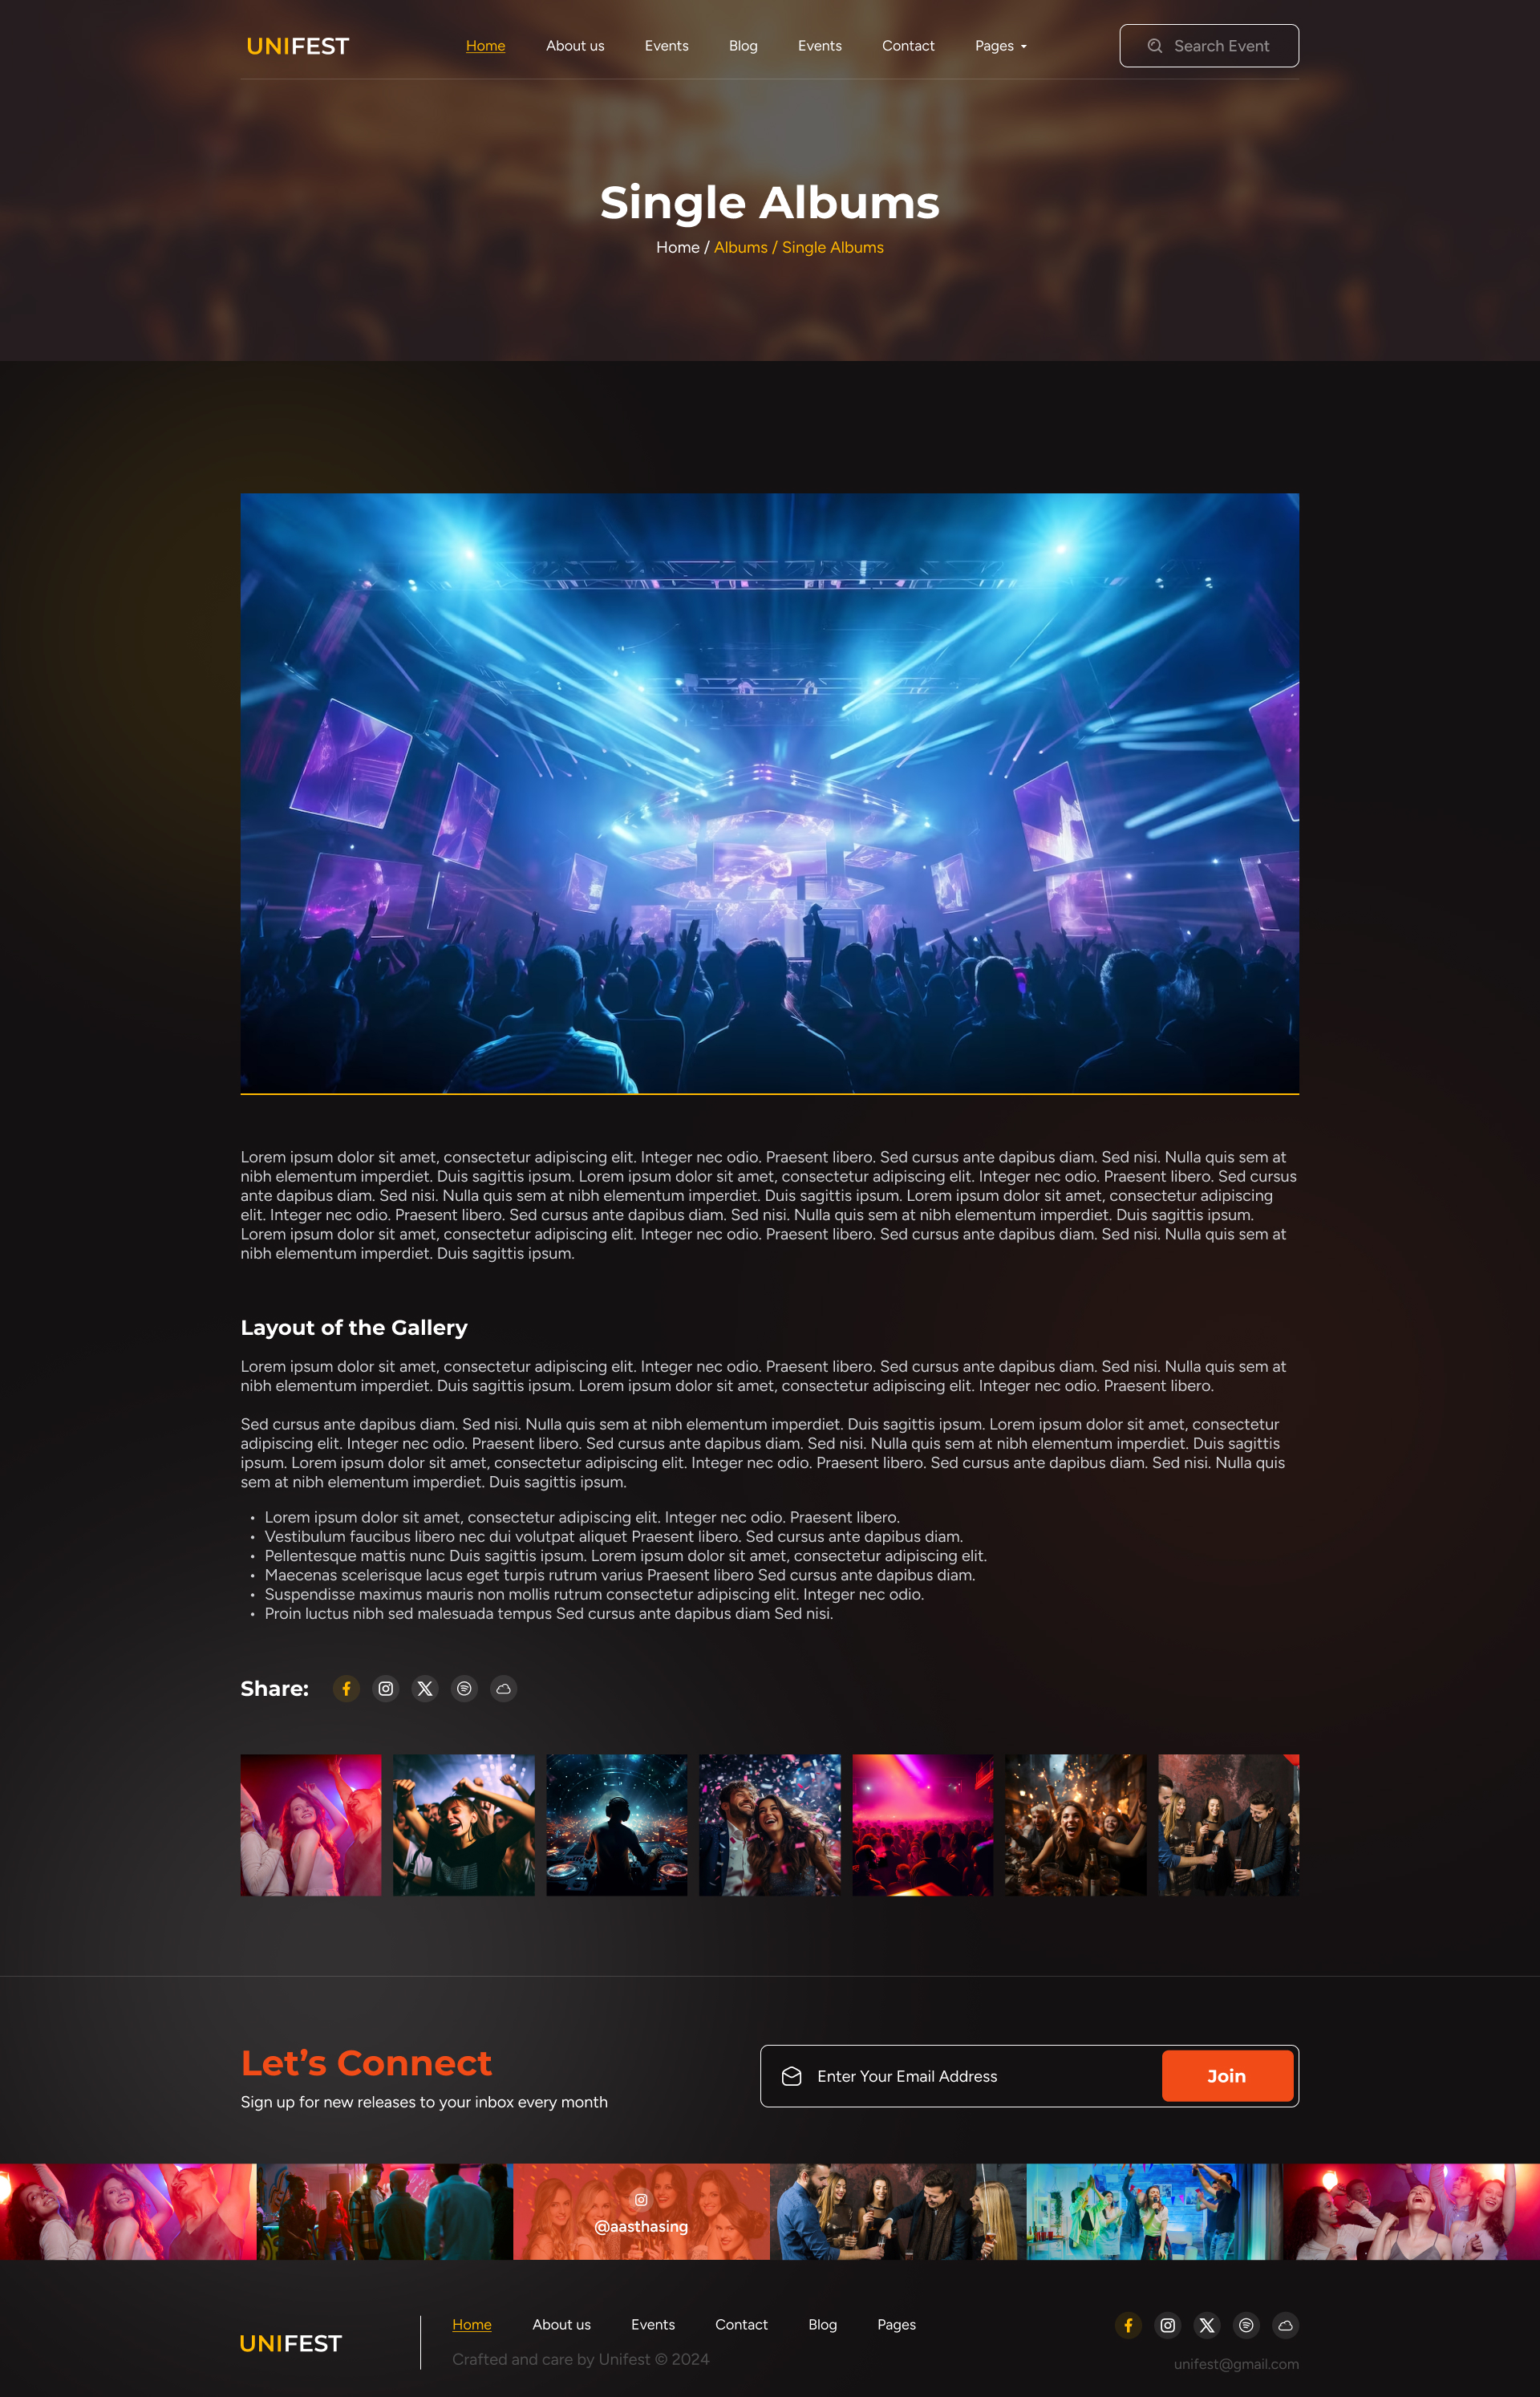 UNIFEST
Home About us Events Blog Events Contact Pages
Search Event
Single Albums
Home / Albums / Single Albums
Lorem ipsum dolor sit amet, consectetur adipiscing elit. Integer nec odio. Praesent libero. Sed cursus ante dapibus diam. Sed nisi. Nulla quis sem at
nibh elementum imperdiet. Duis sagittis ipsum. Lorem ipsum dolor sit amet, consectetur adipiscing elit. Integer nec odio. Praesent libero. Sed cursus
ante dapibus diam. Sed nisi. Nulla quis sem at nibh elementum imperdiet. Duis sagittis ipsum. Lorem ipsum dolor sit amet, consectetur adipiscing
elit. Integer nec odio. Praesent libero. Sed cursus ante dapibus diam. Sed nisi. Nulla quis sem at nibh elementum imperdiet. Duis sagittis ipsum.
Lorem ipsum dolor sit amet, consectetur adipiscing elit. Integer nec odio. Praesent libero. Sed cursus ante dapibus diam. Sed nisi. Nulla quis sem at
nibh elementum imperdiet. Duis sagittis ipsum.
Layout of the Gallery
Lorem ipsum dolor sit amet, consectetur adipiscing elit. Integer nec odio. Praesent libero. Sed cursus ante dapibus diam. Sed nisi. Nulla quis sem at
nibh elementum imperdiet. Duis sagittis ipsum. Lorem ipsum dolor sit amet, consectetur adipiscing elit. Integer nec odio. Praesent libero.
Sed cursus ante dapibus diam. Sed nisi. Nulla quis sem at nibh elementum imperdiet. Duis sagittis ipsum. Lorem ipsum dolor sit amet, consectetur
adipiscing elit. Integer nec odio. Praesent libero. Sed cursus ante dapibus diam. Sed nisi. Nulla quis sem at nibh elementum imperdiet. Duis sagittis
ipsum. Lorem ipsum dolor sit amet, consectetur adipiscing elit. Integer nec odio. Praesent libero. Sed cursus ante dapibus diam. Sed nisi. Nulla quis
sem at nibh elementum imperdiet. Duis sagittis ipsum.
• Lorem ipsum dolor sit amet, consectetur adipiscing elit. Integer nec odio. Praesent libero.
• Vestibulum faucibus libero nec dui volutpat aliquet Praesent libero. Sed cursus ante dapibus diam.
• Pellentesque mattis nunc Duis sagittis ipsum. Lorem ipsum dolor sit amet, consectetur adipiscing elit.
• Maecenas scelerisque lacus eget turpis rutrum varius Praesent libero Sed cursus ante dapibus diam.
• Suspendisse maximus mauris non mollis rutrum consectetur adipiscing elit. Integer nec odio.
• Proin luctus nibh sed malesuada tempus Sed cursus ante dapibus diam Sed nisi.
Share:
Let’s Connect
Sign up for new releases to your inbox every month
Enter Your Email Address
Join
@aasthasing
UNIFEST
Home About us Events Contact Blog Pages
Crafted and care by Unifest © 2024
unifest@gmail.com